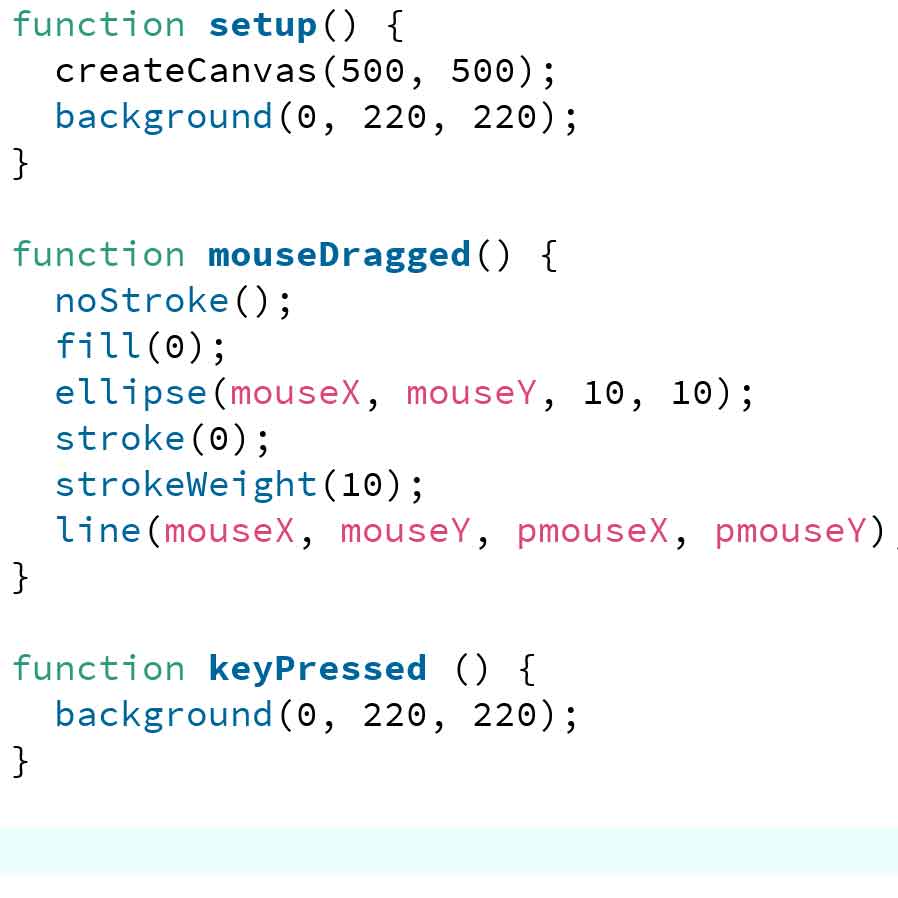 function setup() {
  createCanvas(500, 500);
  background(0, 220, 220);
}

function mouseDragged() {
  noStroke();
  fill(0);
  ellipse(mouseX, mouseY, 10, 10);
  stroke(0);
  strokeWeight(10);
  line(mouseX, mouseY, pmouseX, pmouseY)
}

function keyPressed () {
  background(0, 220, 220);
}